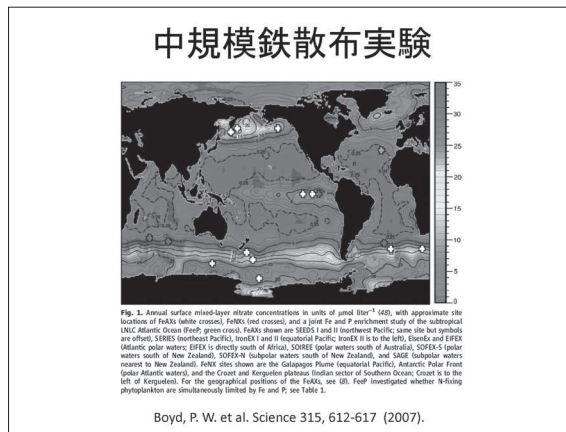 中規模鉄散布実験
35
30
25
20
15
10
5
0
Fig. 1. Annual surface mixed-layer nitrate concentrations in units of μmol liter⁻¹ (48), with approximate site
locations of FeAXs (white crosses), FeNXs (red crosses), and a joint Fe and P enrichment study of the subtropical
LNLC Atlantic Ocean (FeeP; green cross). FeAXs shown are SEEDS I and II (northwest Pacific; same site but symbols
are offset), SERIES (northeast Pacific), IronEX I and II (equatorial Pacific; IronEX II is to the left), EisenEx and EIFEX
(Atlantic polar waters; EIFEX is directly south of Africa), SOIREE (polar waters south of Australia), SOFEX-S (polar
waters south of New Zealand), SOFEX-N (subpolar waters south of New Zealand), and SAGE (subpolar waters
nearest to New Zealand). FeNX sites shown are the Galapagos Plume (equatorial Pacific), Antarctic Polar Front
(polar Atlantic waters), and the Crozet and Kerguelen plateaus (Indian sector of Southern Ocean; Crozet is to the
left of Kerguelen). For the geographical positions of the FeAXs, see (8). FeeP investigated whether N-fixing
phytoplankton are simultaneously limited by Fe and P; see Table 1.
Boyd, P. W. et al. Science 315, 612-617 (2007).